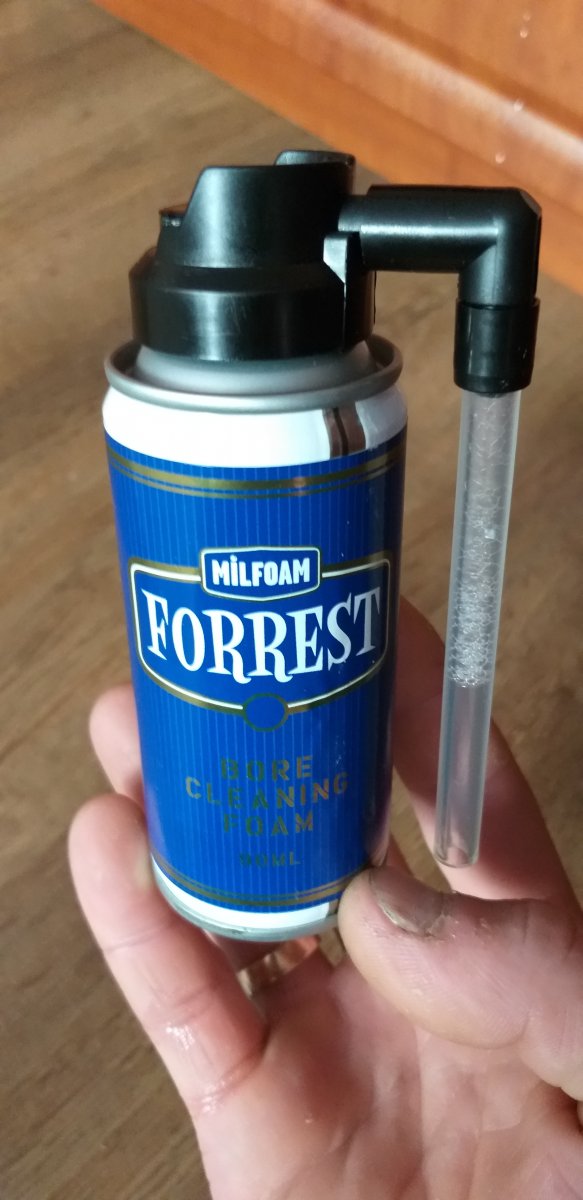 MiLFOAM
FORREST
BORE
CLEANING
FOAM
90ML